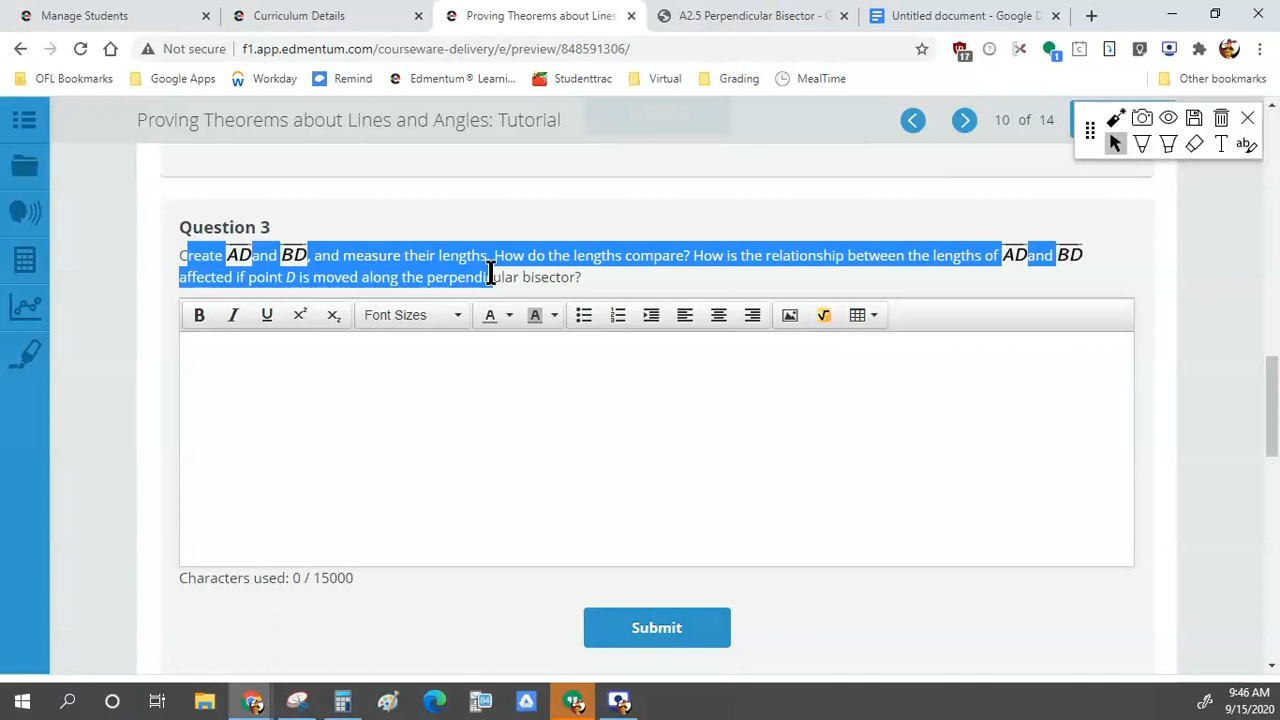 Manage Students
Curriculum Details
Proving Theorems about Lines
A2.5 Perpendicular Bisector - G
Untitled document - Google D
Not secure
f1.app.edmentum.com/courseware-delivery/e/preview/848591306/
17
1
OFL Bookmarks
Google Apps
Workday
Remind
Edmentum® Learni...
Studenttrac
Virtual
Grading
MealTime
Other bookmarks
Proving Theorems about Lines and Angles: Tutorial
10 of 14
Question 3
Create AD and BD, and measure their lengths. How do the lengths compare? How is the relationship between the lengths of AD and BD
affected if point D is moved along the perpendicular bisector?
Font Sizes
Characters used: 0 / 15000
Submit
9:46 AM
9/15/2020